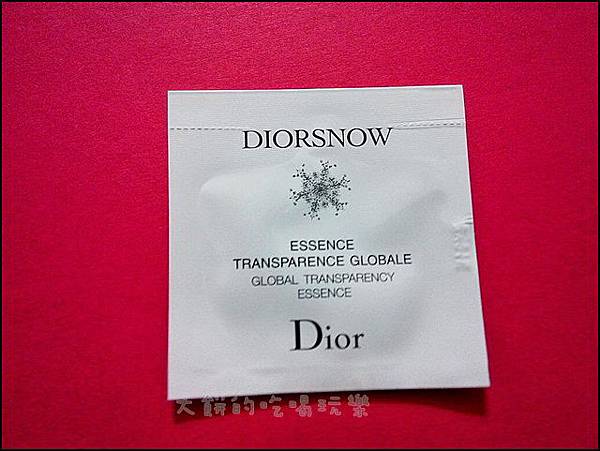 DIORSNOW
ESSENCE
TRANSPARENCE GLOBALE
GLOBAL TRANSPARENCY
ESSENCE
Dior
大餅的吃喝玩樂